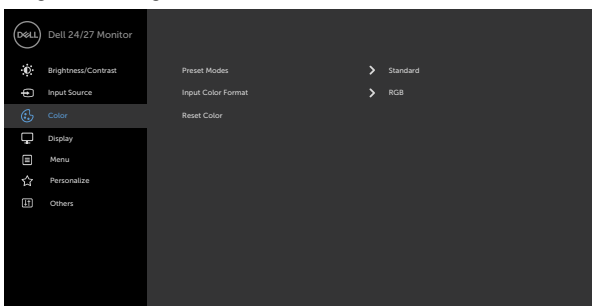 DELL Dell 24/27 Monitor
Brightness/Contrast Preset Modes Standard
Input Source Input Color Format RGB
Color Reset Color
Display
Menu
Personalize
Others